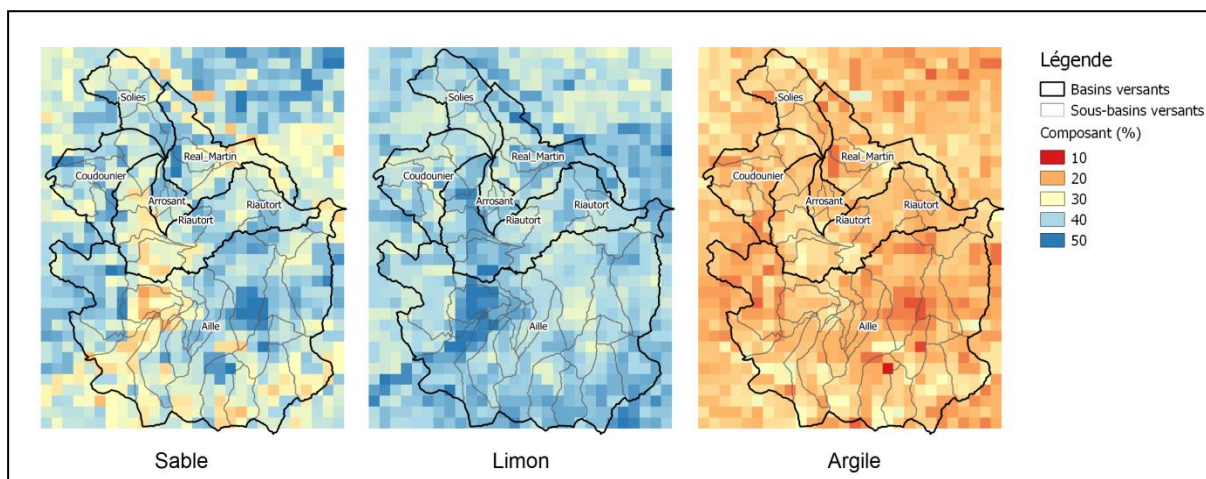 Solies
Real_Martin
Coudounier
Arrosant
Riautort
Riautort
Aille
Sable
Solies
Real_Martin
Coudounier
Arrosant
Riautort
Riautort
Aille
Limon
Solies
Real_Martin
Coudounier
Arrosant
Riautort
Riautort
Aille
Argile
Légende
Basins versants
Sous-basins versants
Composant (%)
10
20
30
40
50